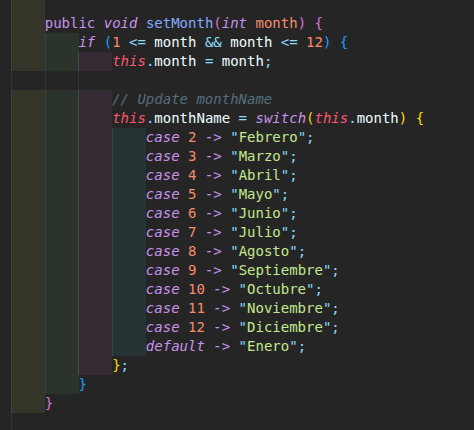 public void setMonth(int month) {
if (1 <= month && month <= 12) {
this.month = month;
// Update monthName
this.monthName = switch(this.month) {
case 2 -> "Febrero";
case 3 -> "Marzo";
case 4 -> "Abril";
case 5 -> "Mayo";
case 6 -> "Junio";
case 7 -> "Julio";
case 8 -> "Agosto";
case 9 -> "Septiembre";
case 10 -> "Octubre";
case 11 -> "Noviembre";
case 12 -> "Diciembre";
default -> "Enero";
};
}
}